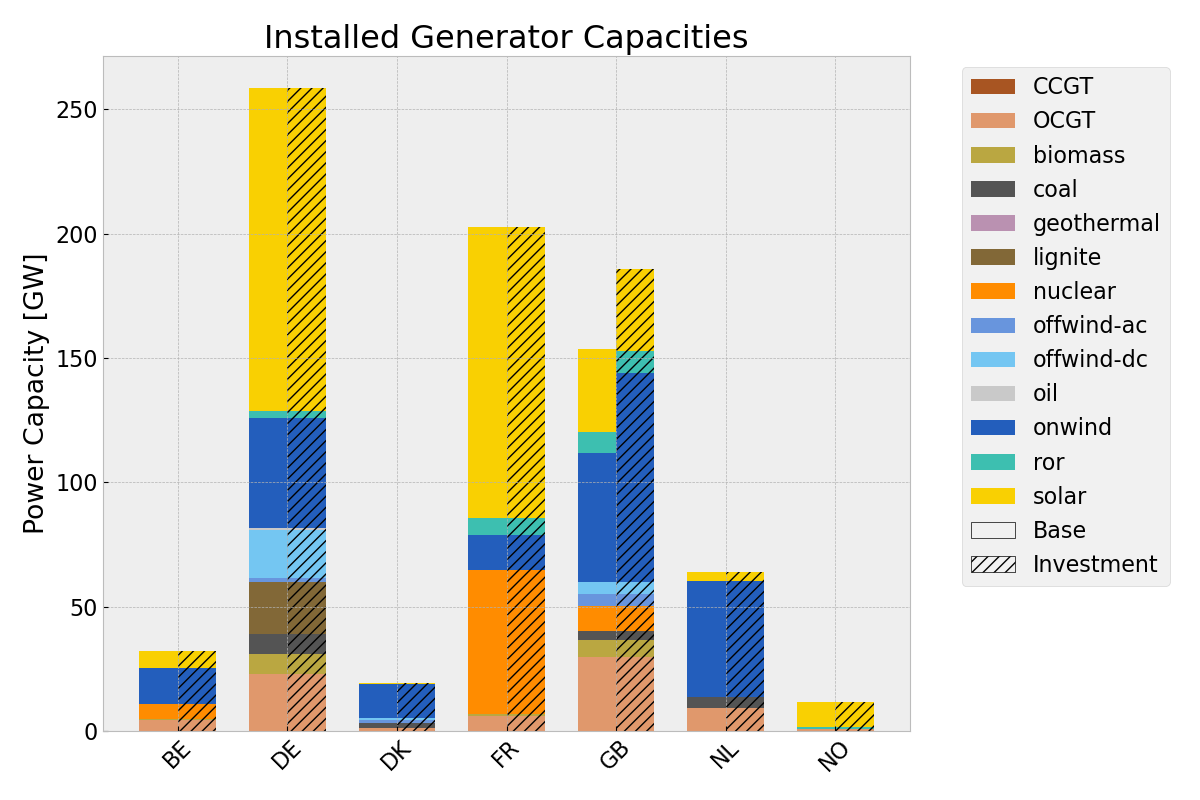 Installed Generator Capacities
Power Capacity [GW]
250
200
150
100
50
0
BE
DE
DK
FR
GB
NL
NO
CCGT
OCGT
biomass
coal
geothermal
lignite
nuclear
offwind-ac
offwind-dc
oil
onwind
ror
solar
Base
Investment